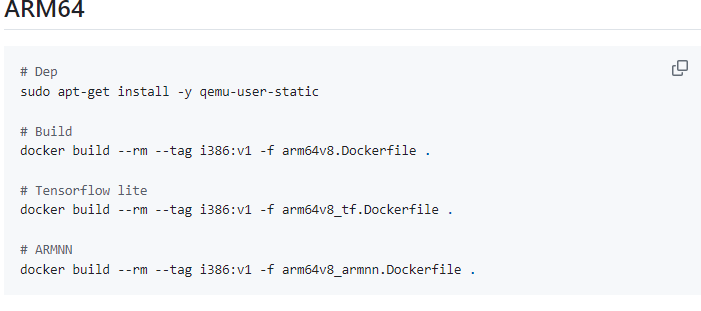 ARM64
# Dep
sudo apt-get install -y qemu-user-static
# Build
docker build --rm --tag i386:v1 -f arm64v8.Dockerfile .
# Tensorflow lite
docker build --rm --tag i386:v1 -f arm64v8_tf.Dockerfile .
# ARMNN
docker build --rm --tag i386:v1 -f arm64v8_armnn.Dockerfile .